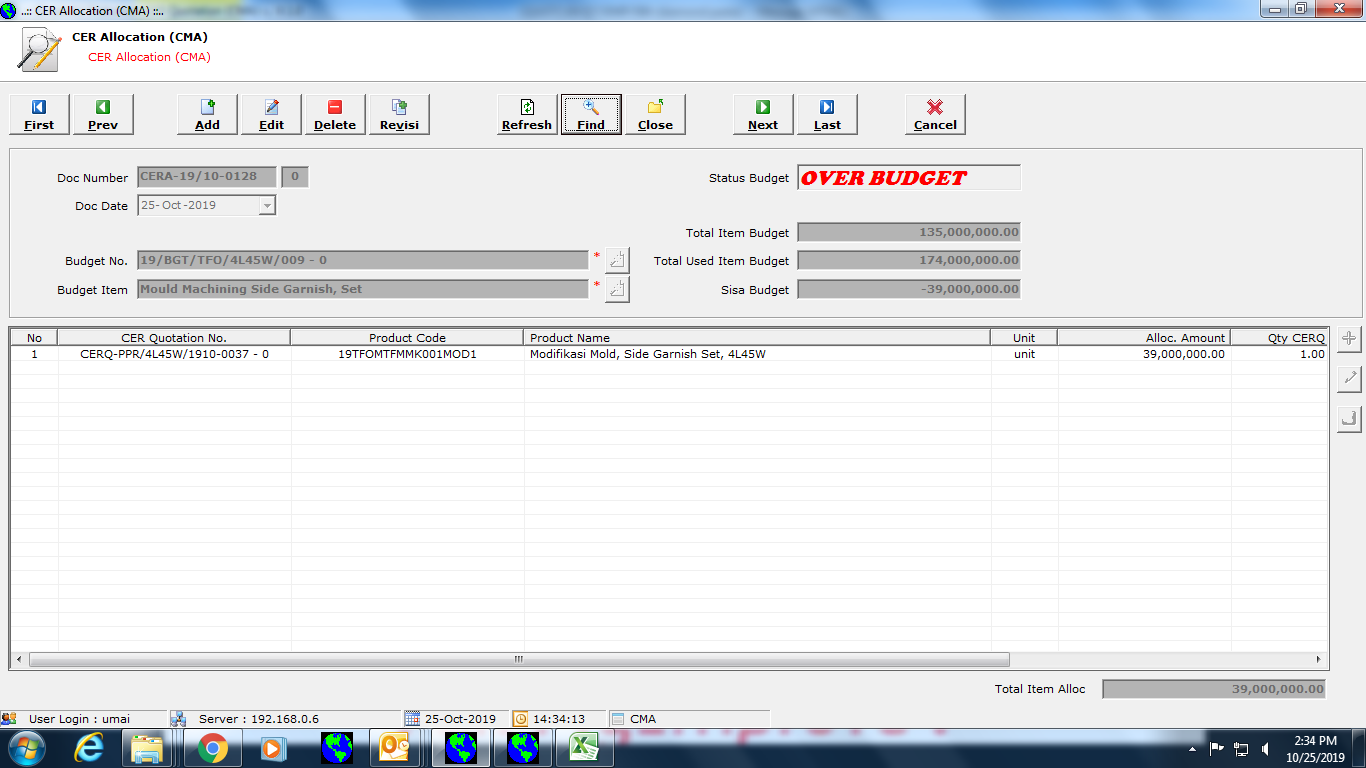 ..:: CER Allocation (CMA) ::..
CER Allocation (CMA)
CER Allocation (CMA)
First Prev Add Edit Delete Revisi Refresh Find Close Next Last Cancel
Doc Number CERA-19/10-0128 0 Status Budget OVER BUDGET
Doc Date 25-Oct-2019
Total Item Budget 135,000,000.00
Budget No. 19/BGT/TFO/4L45W/009 - 0 * Total Used Item Budget 174,000,000.00
Budget Item Mould Machining Side Garnish, Set * Sisa Budget -39,000,000.00
No CER Quotation No. Product Code Product Name Unit Alloc. Amount Qty CERQ
1 CERQ-PPR/4L45W/1910-0037 - 0 19TFOMTFMMK001MOD1 Modifikasi Mold, Side Garnish Set, 4L45W unit 39,000,000.00 1.00
Total Item Alloc 39,000,000.00
User Login : umai Server : 192.168.0.6 25-Oct-2019 14:34:13 CMA
2:34 PM
10/25/2019